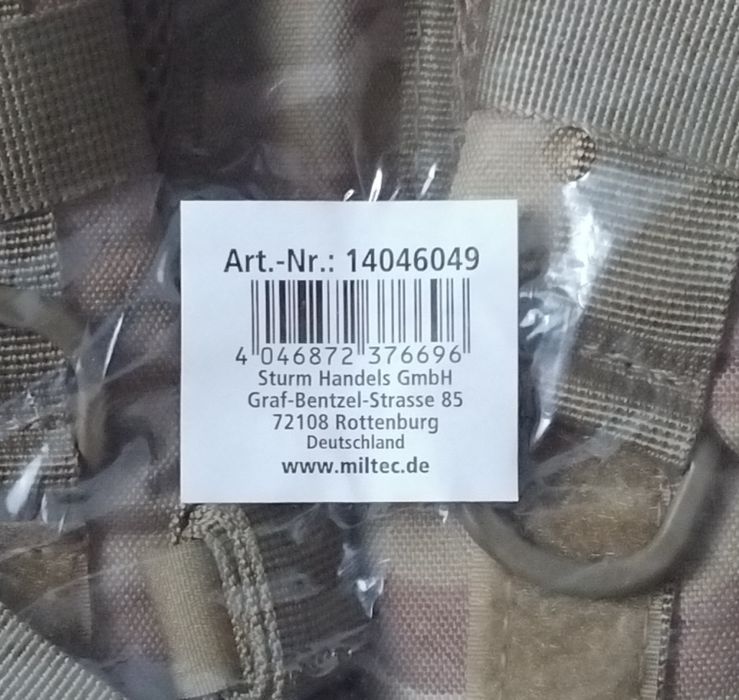 Art.-Nr.: 14046049
4 046872 376696
Sturm Handels GmbH
Graf-Bentzel-Strasse 85
72108 Rottenburg
Deutschland
www.miltec.de